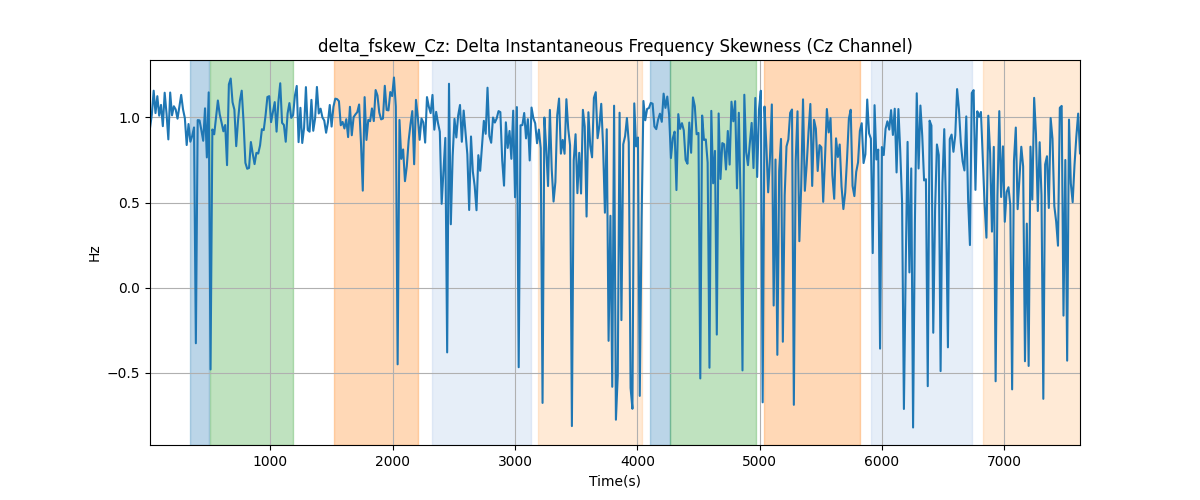 delta_fskew_Cz: Delta Instantaneous Frequency Skewness (Cz Channel)
1.0
0.5
0.0
−0.5
Hz
1000 2000 3000 4000 5000 6000 7000
Time(s)